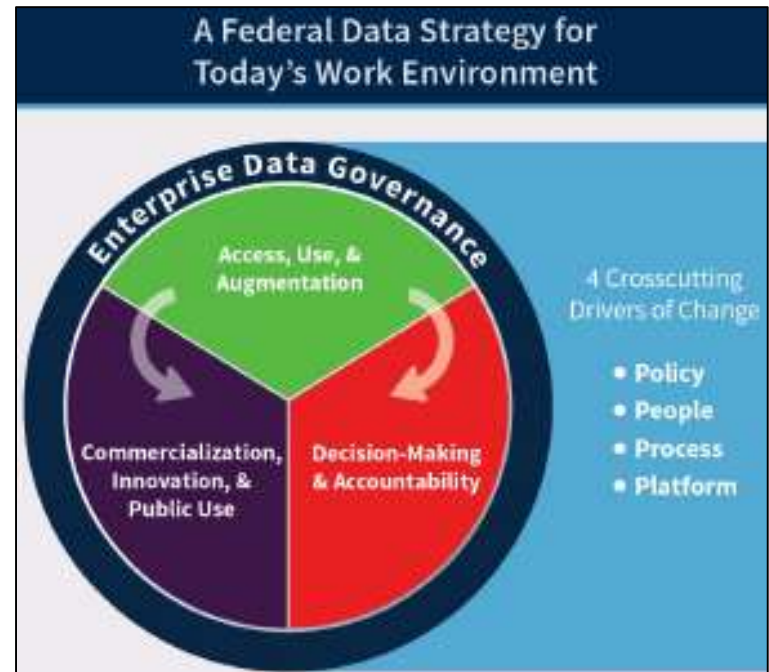 A Federal Data Strategy for
Today's Work Environment
Enterprise Data Governance
Access, Use, &
Augmentation
Commercialization,
Innovation, &
Public Use
Decision-Making
& Accountability
4 Crosscutting
Drivers of Change
• Policy
• People
• Process
• Platform